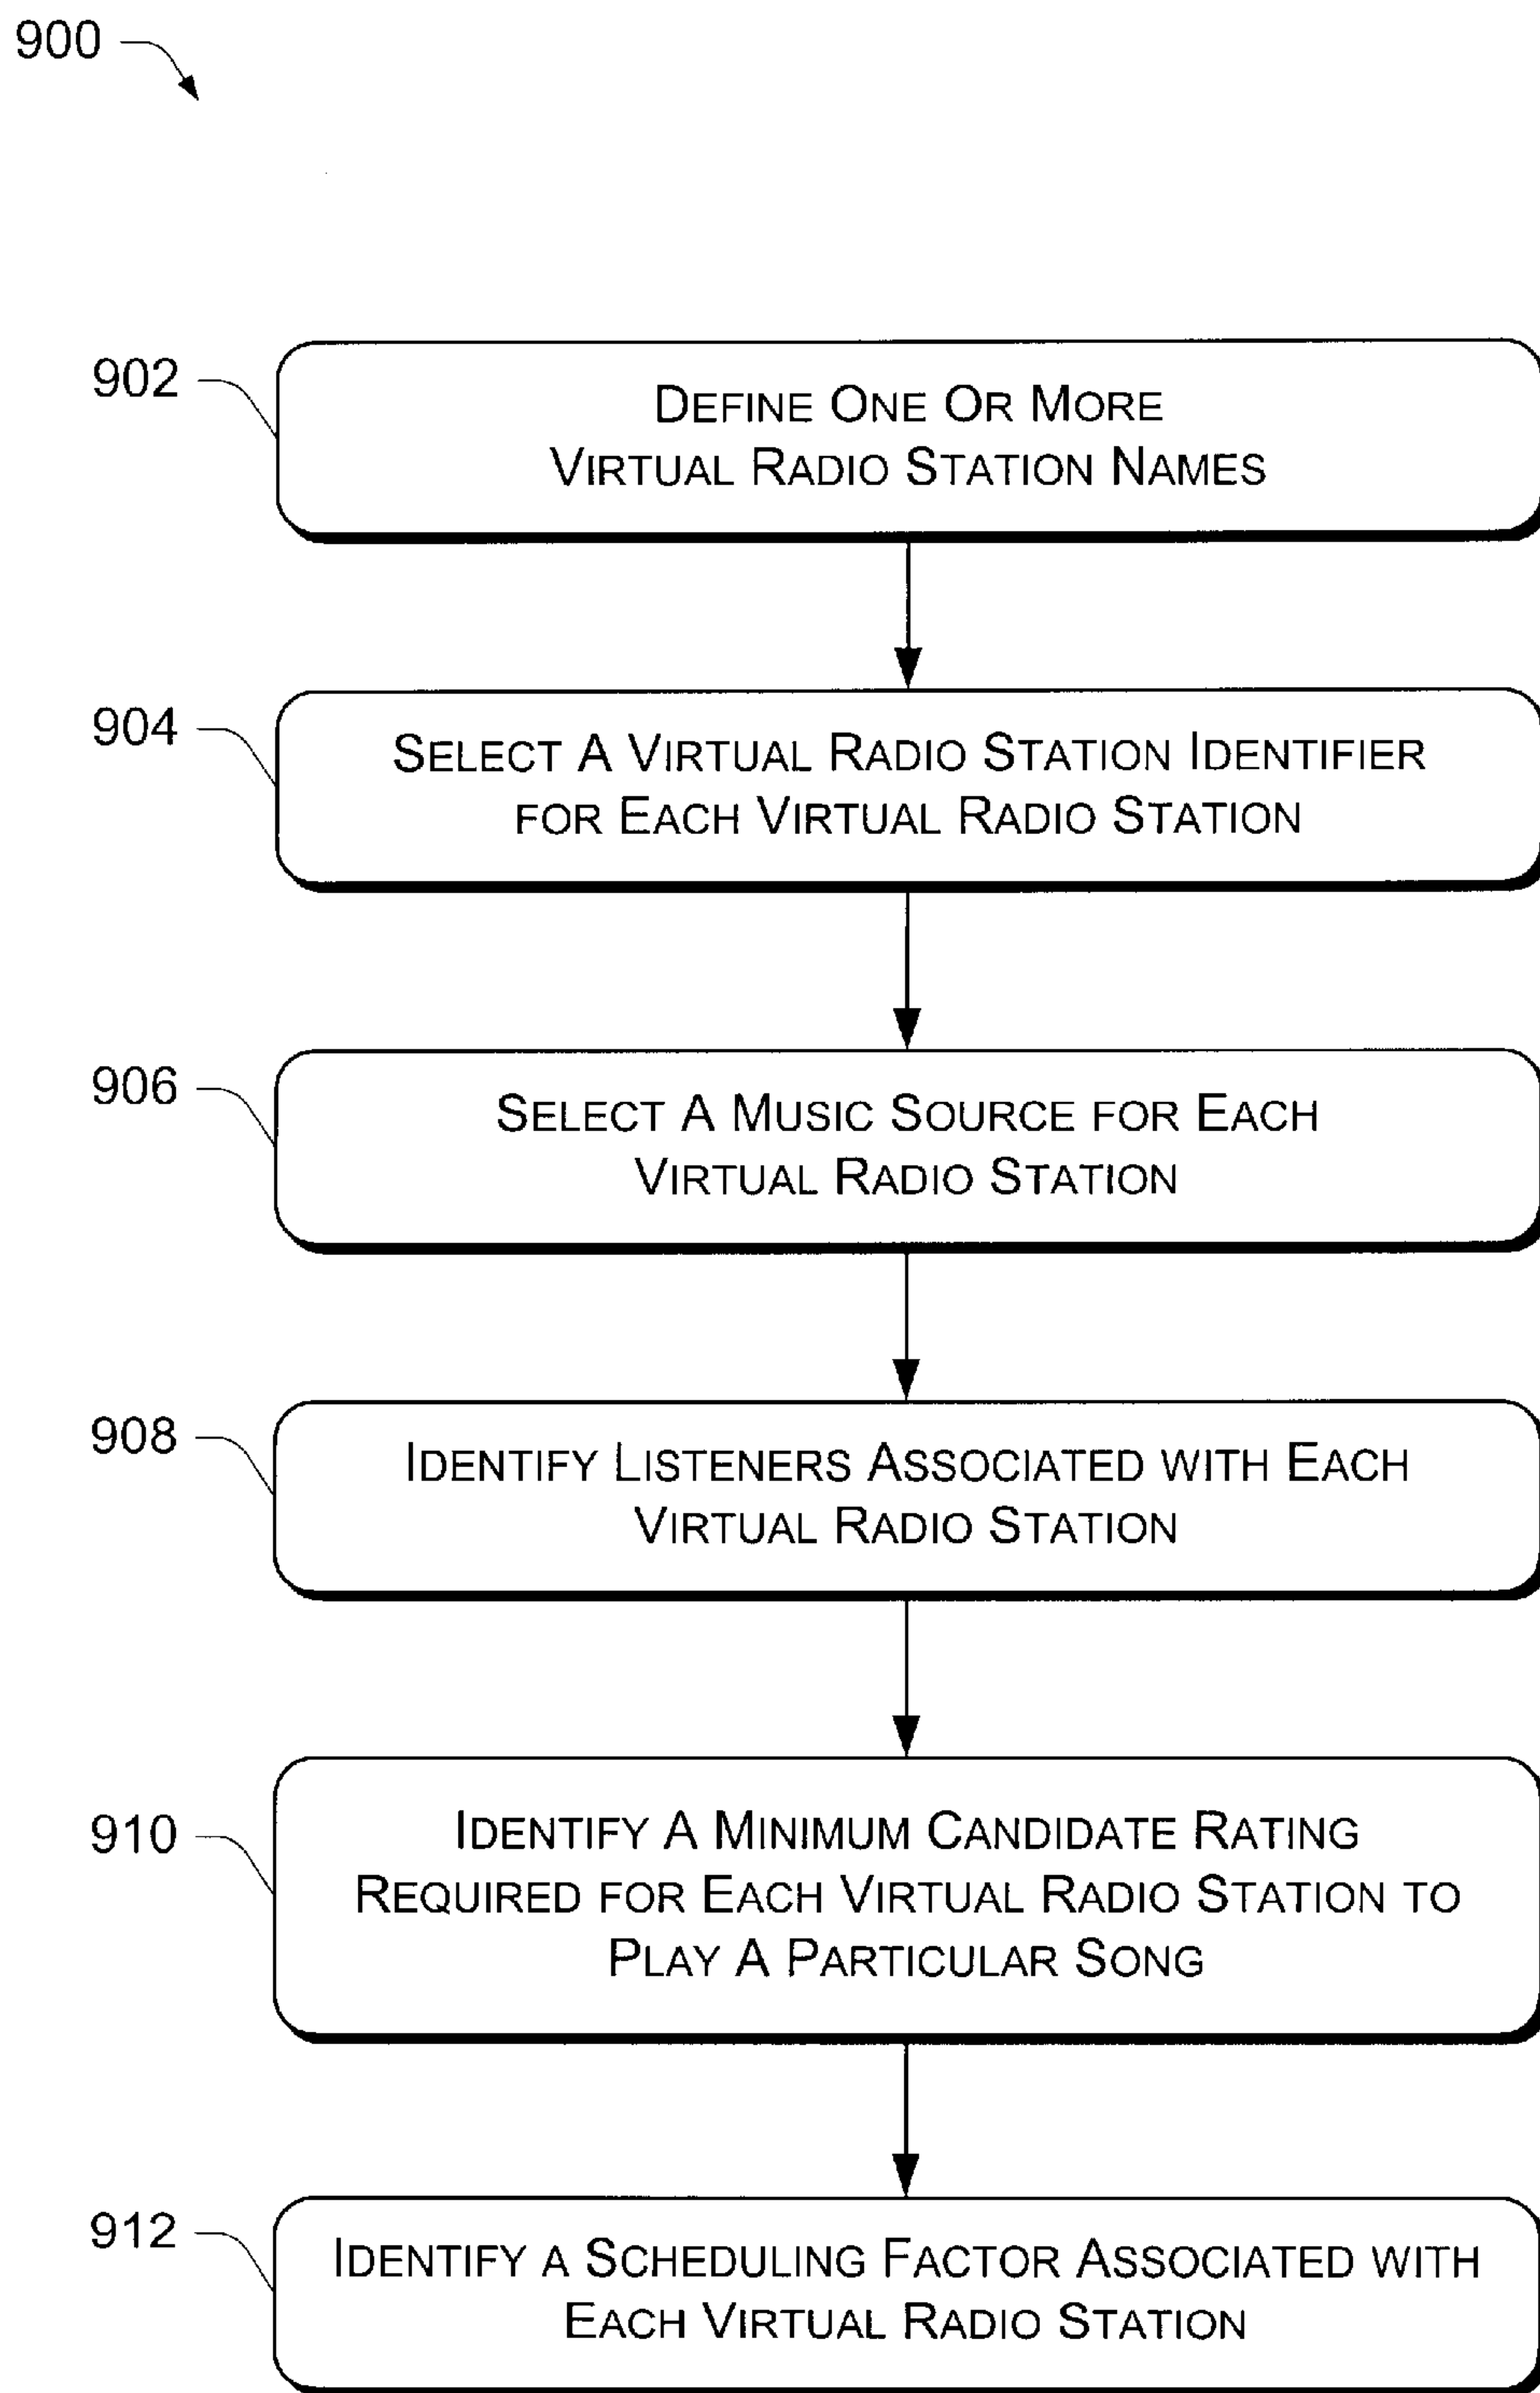 900
902
DEFINE ONE OR MORE
VIRTUAL RADIO STATION NAMES
904
SELECT A VIRTUAL RADIO STATION IDENTIFIER
FOR EACH VIRTUAL RADIO STATION
906
SELECT A MUSIC SOURCE FOR EACH
VIRTUAL RADIO STATION
908
IDENTIFY LISTENERS ASSOCIATED WITH EACH
VIRTUAL RADIO STATION
910
IDENTIFY A MINIMUM CANDIDATE RATING
REQUIRED FOR EACH VIRTUAL RADIO STATION TO
PLAY A PARTICULAR SONG
912
IDENTIFY A SCHEDULING FACTOR ASSOCIATED WITH
EACH VIRTUAL RADIO STATION